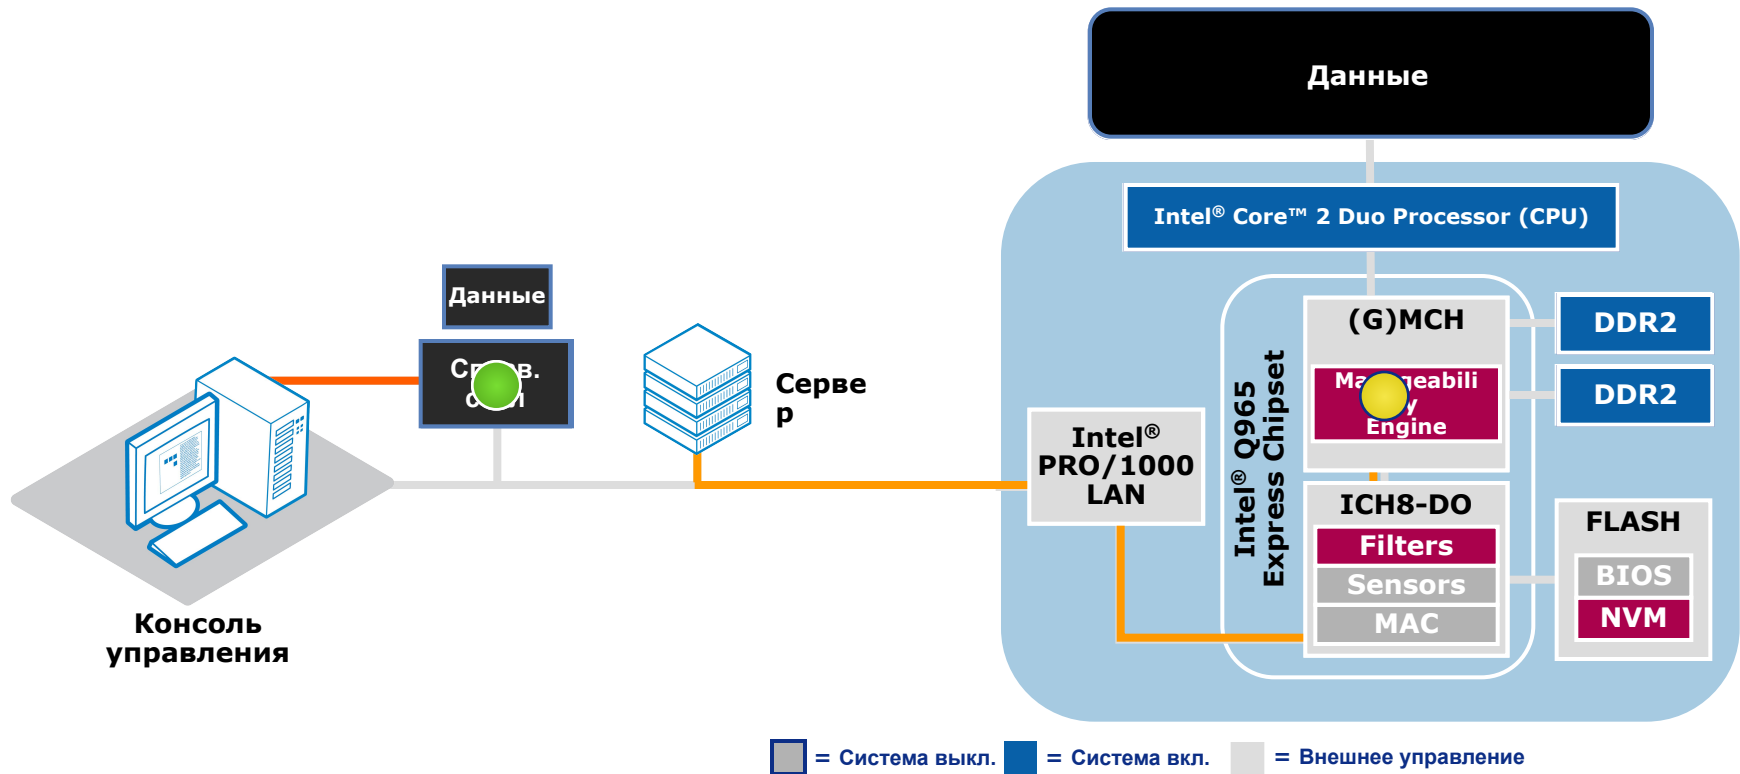 Данные
Intel® Core™ 2 Duo Processor (CPU)
Данные
(G)MCH
DDR2
DDR2
Engine
Intel® Q965
Express Chipset
Серве
р
Intel®
PRO/1000
LAN
ICH8-DO
Filters
Sensors
MAC
FLASH
BIOS
NVM
Консоль
управления
= Система выкл.
= Система вкл.
= Внешнее управление